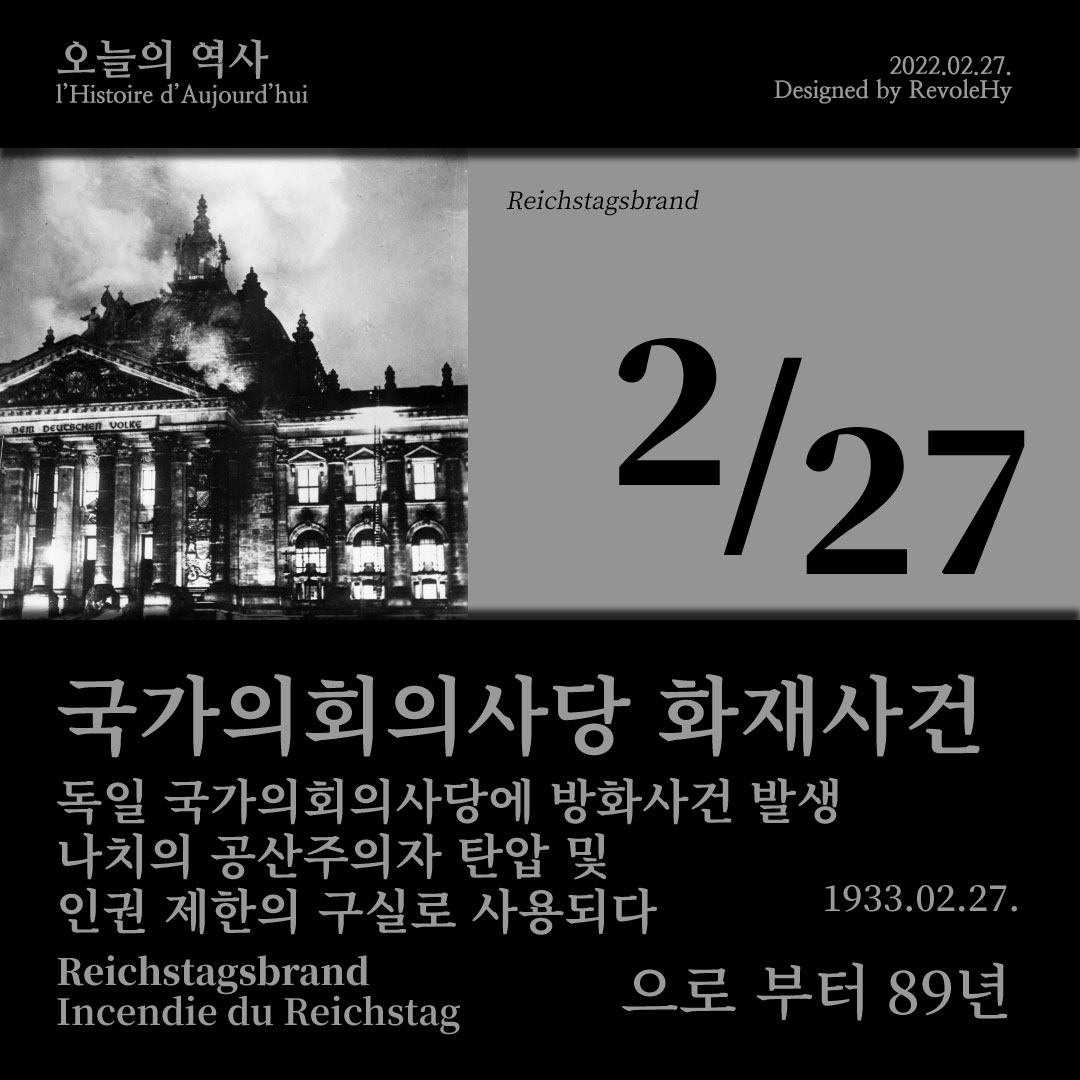 오늘의 역사
l’Histoire d’Aujourd’hui
2022.02.27.
Designed by RevoleHy
Reichstagsbrand
2/27
DEM DEUTSCHEN VOLKE
국가의회의사당 화재사건
독일 국가의회의사당에 방화사건 발생
나치의 공산주의자 탄압 및
인권 제한의 구실로 사용되다
1933.02.27.
Reichstagsbrand
Incendie du Reichstag
으로 부터 89년